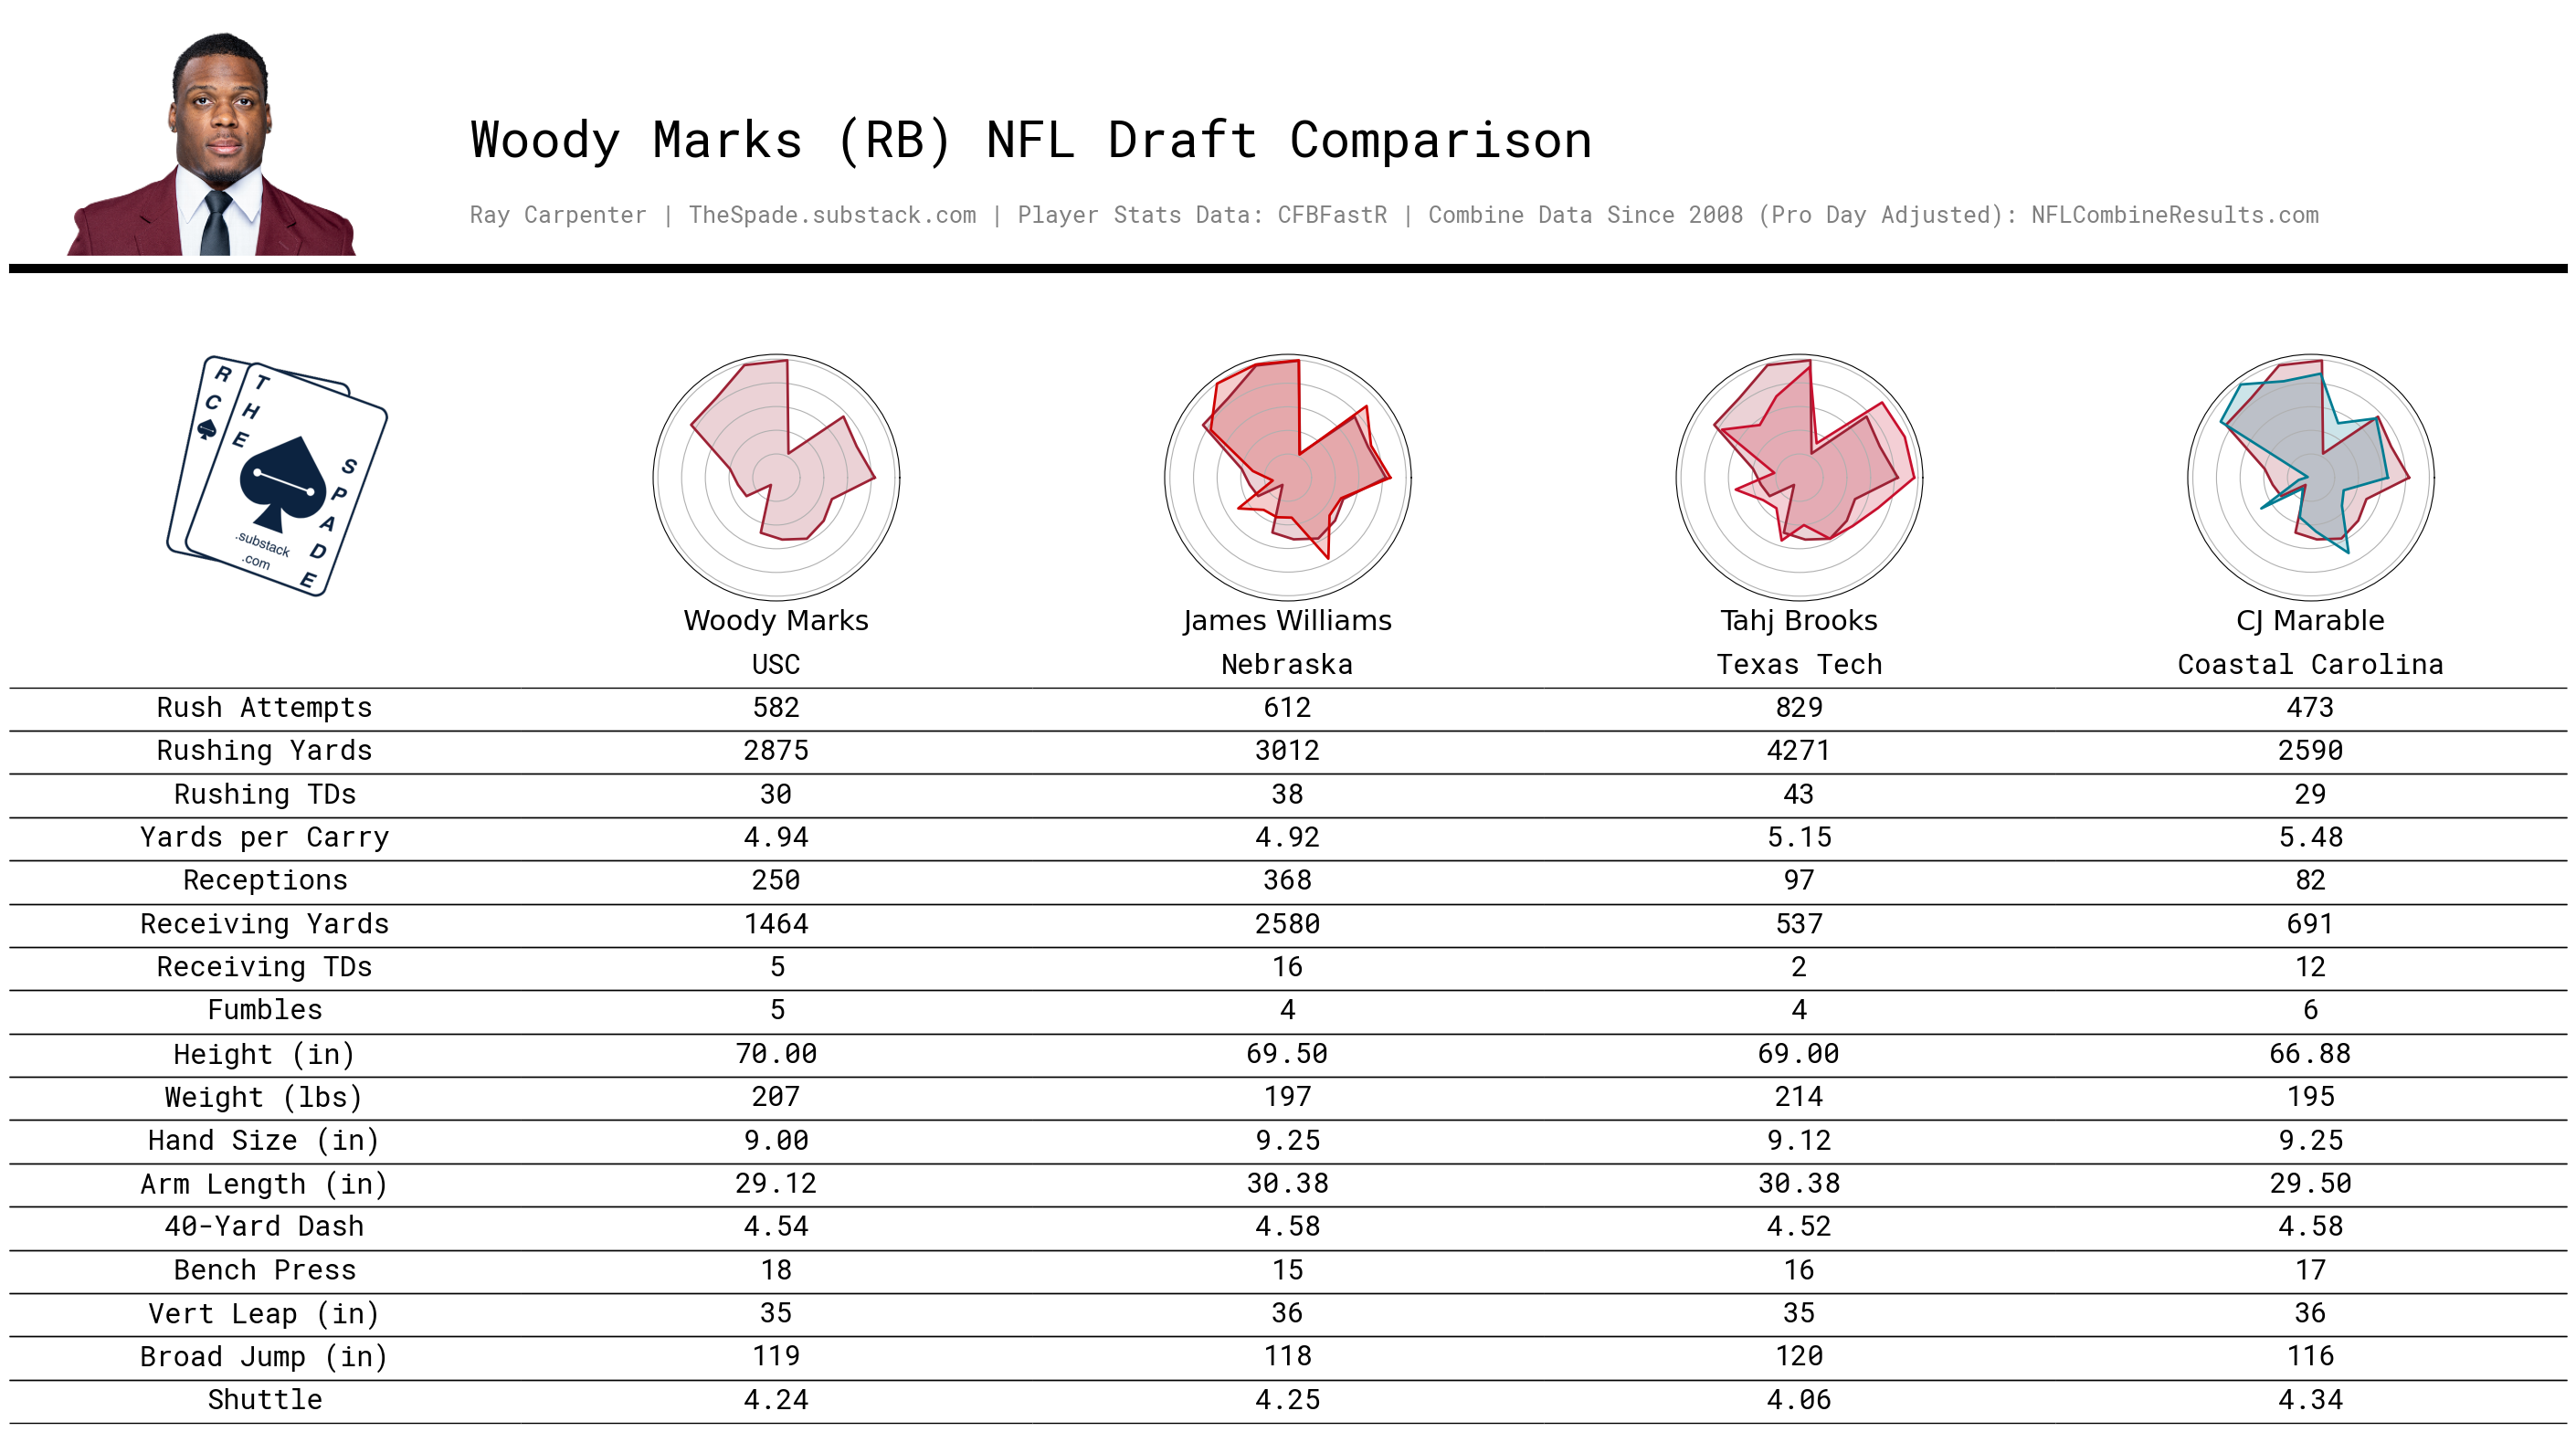 Woody Marks (RB) NFL Draft Comparison
Ray Carpenter | TheSpade.substack.com | Player Stats Data: CFBFastR | Combine Data Since 2008 (Pro Day Adjusted): NFLCombineResults.com
RC
THE
SPADE
.substack
.com
Woody Marks James Williams Tahj Brooks CJ Marable
USC Nebraska Texas Tech Coastal Carolina
Rush Attempts 582 612 829 473
Rushing Yards 2875 3012 4271 2590
Rushing TDs 30 38 43 29
Yards per Carry 4.94 4.92 5.15 5.48
Receptions 250 368 97 82
Receiving Yards 1464 2580 537 691
Receiving TDs 5 16 2 12
Fumbles 5 4 4 6
Height (in) 70.00 69.50 69.00 66.88
Weight (lbs) 207 197 214 195
Hand Size (in) 9.00 9.25 9.12 9.25
Arm Length (in) 29.12 30.38 30.38 29.50
40-Yard Dash 4.54 4.58 4.52 4.58
Bench Press 18 15 16 17
Vert Leap (in) 35 36 35 36
Broad Jump (in) 119 118 120 116
Shuttle 4.24 4.25 4.06 4.34